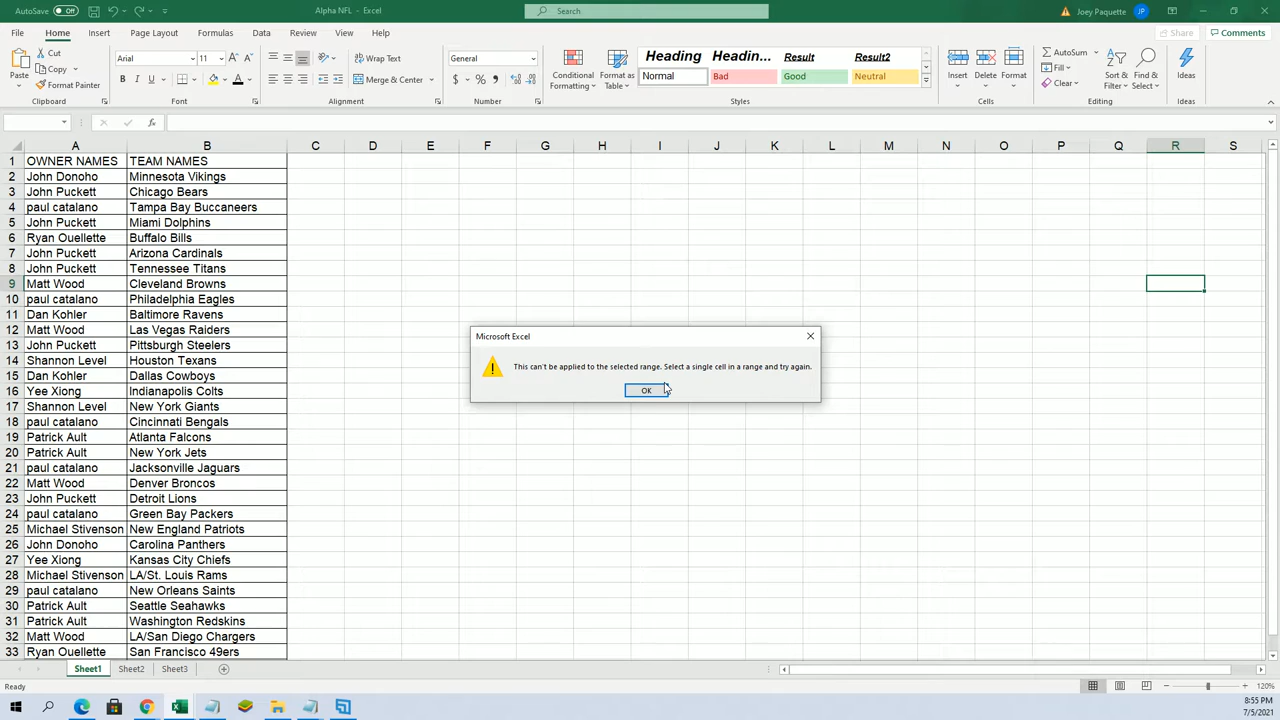 AutoSave Off Alpha NFL - Excel Search Joey Paquette JP
File Home Insert Page Layout Formulas Data Review View Help Share Comments
Paste Cut Copy Format Painter Clipboard
Arial 11 A A B I U A Font
Wrap Text Merge & Center Alignment
General $ % , Number
Conditional Formatting Format as Table
Heading Headin... Result Result2
Normal Bad Good Neutral Styles
Insert Delete Format Cells
AutoSum Fill Clear Sort & Filter Find & Select Editing
Ideas Ideas
fx
A B C D E F G H I J K L M N O P Q R S
1 OWNER NAMES TEAM NAMES
2 John Donoho Minnesota Vikings
3 John Puckett Chicago Bears
4 paul catalano Tampa Bay Buccaneers
5 John Puckett Miami Dolphins
6 Ryan Ouellette Buffalo Bills
7 John Puckett Arizona Cardinals
8 John Puckett Tennessee Titans
9 Matt Wood Cleveland Browns
10 paul catalano Philadelphia Eagles
11 Dan Kohler Baltimore Ravens
12 Matt Wood Las Vegas Raiders
13 John Puckett Pittsburgh Steelers
14 Shannon Level Houston Texans
15 Dan Kohler Dallas Cowboys
16 Yee Xiong Indianapolis Colts
17 Shannon Level New York Giants
18 paul catalano Cincinnati Bengals
19 Patrick Ault Atlanta Falcons
20 Patrick Ault New York Jets
21 paul catalano Jacksonville Jaguars
22 Matt Wood Denver Broncos
23 John Puckett Detroit Lions
24 paul catalano Green Bay Packers
25 Michael Stivenson New England Patriots
26 John Donoho Carolina Panthers
27 Yee Xiong Kansas City Chiefs
28 Michael Stivenson LA/St. Louis Rams
29 paul catalano New Orleans Saints
30 Patrick Ault Seattle Seahawks
31 Patrick Ault Washington Redskins
32 Matt Wood LA/San Diego Chargers
33 Ryan Ouellette San Francisco 49ers
Microsoft Excel
This can't be applied to the selected range. Select a single cell in a range and try again.
OK
Sheet1 Sheet2 Sheet3
Ready 120%
8:55 PM
7/5/2021